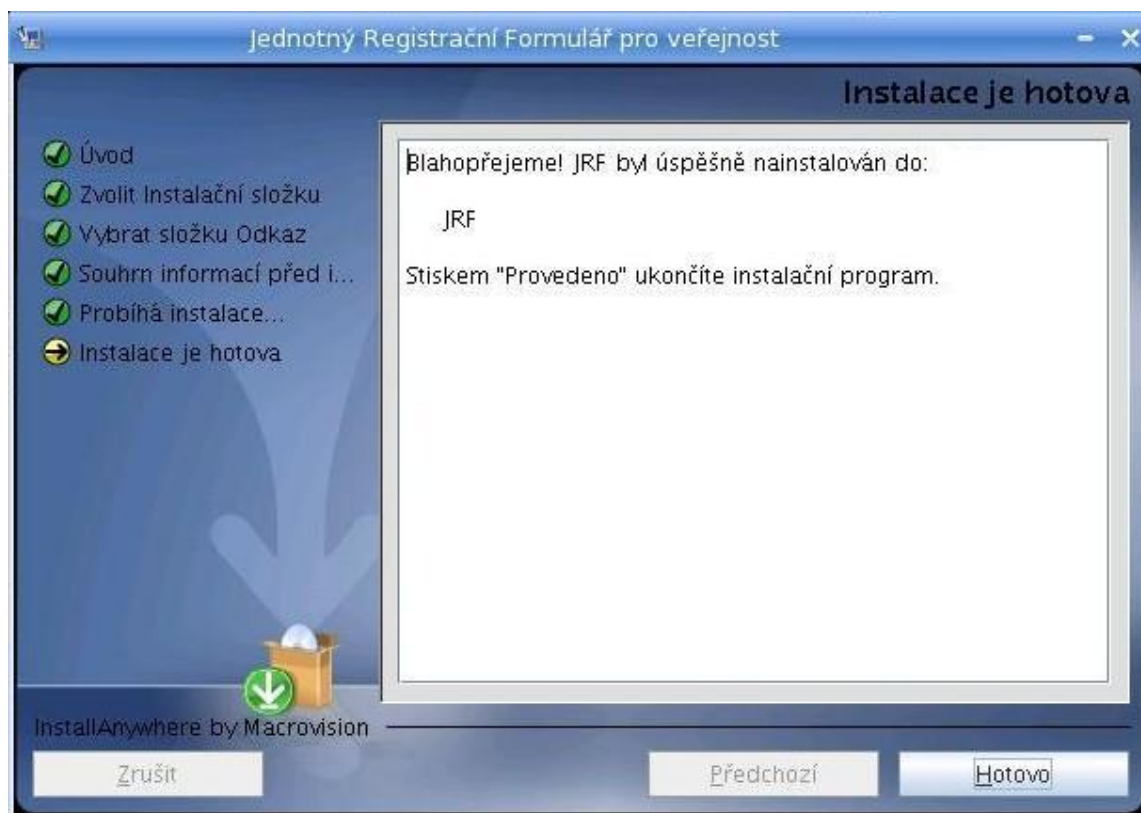 Jednotný Registrační Formulář pro veřejnost
Instalace je hotova
Úvod
Zvolit Instalační složku
Vybrat složku Odkaz
Souhrn informací před i...
Probíhá instalace...
Instalace je hotova
Blahopřejeme! JRF byl úspěšně nainstalován do:
JRF
Stiskem "Provedeno" ukončíte instalační program.
InstallAnywhere by Macrovision
Zrušit
Předchozí
Hotovo